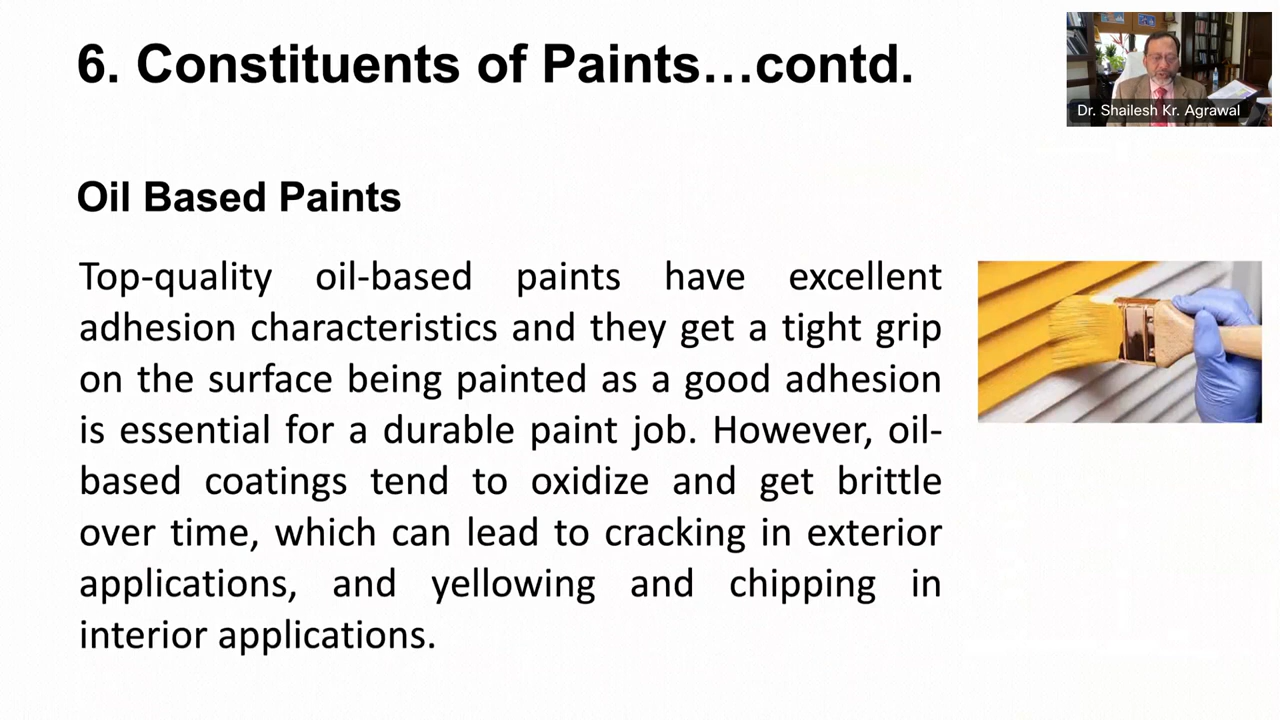 6. Constituents of Paints...contd.
Dr. Shailesh Kr. Agrawal
Oil Based Paints
Top-quality oil-based paints have excellent
adhesion characteristics and they get a tight grip
on the surface being painted as a good adhesion
is essential for a durable paint job. However, oil-
based coatings tend to oxidize and get brittle
over time, which can lead to cracking in exterior
applications, and yellowing and chipping in
interior applications.